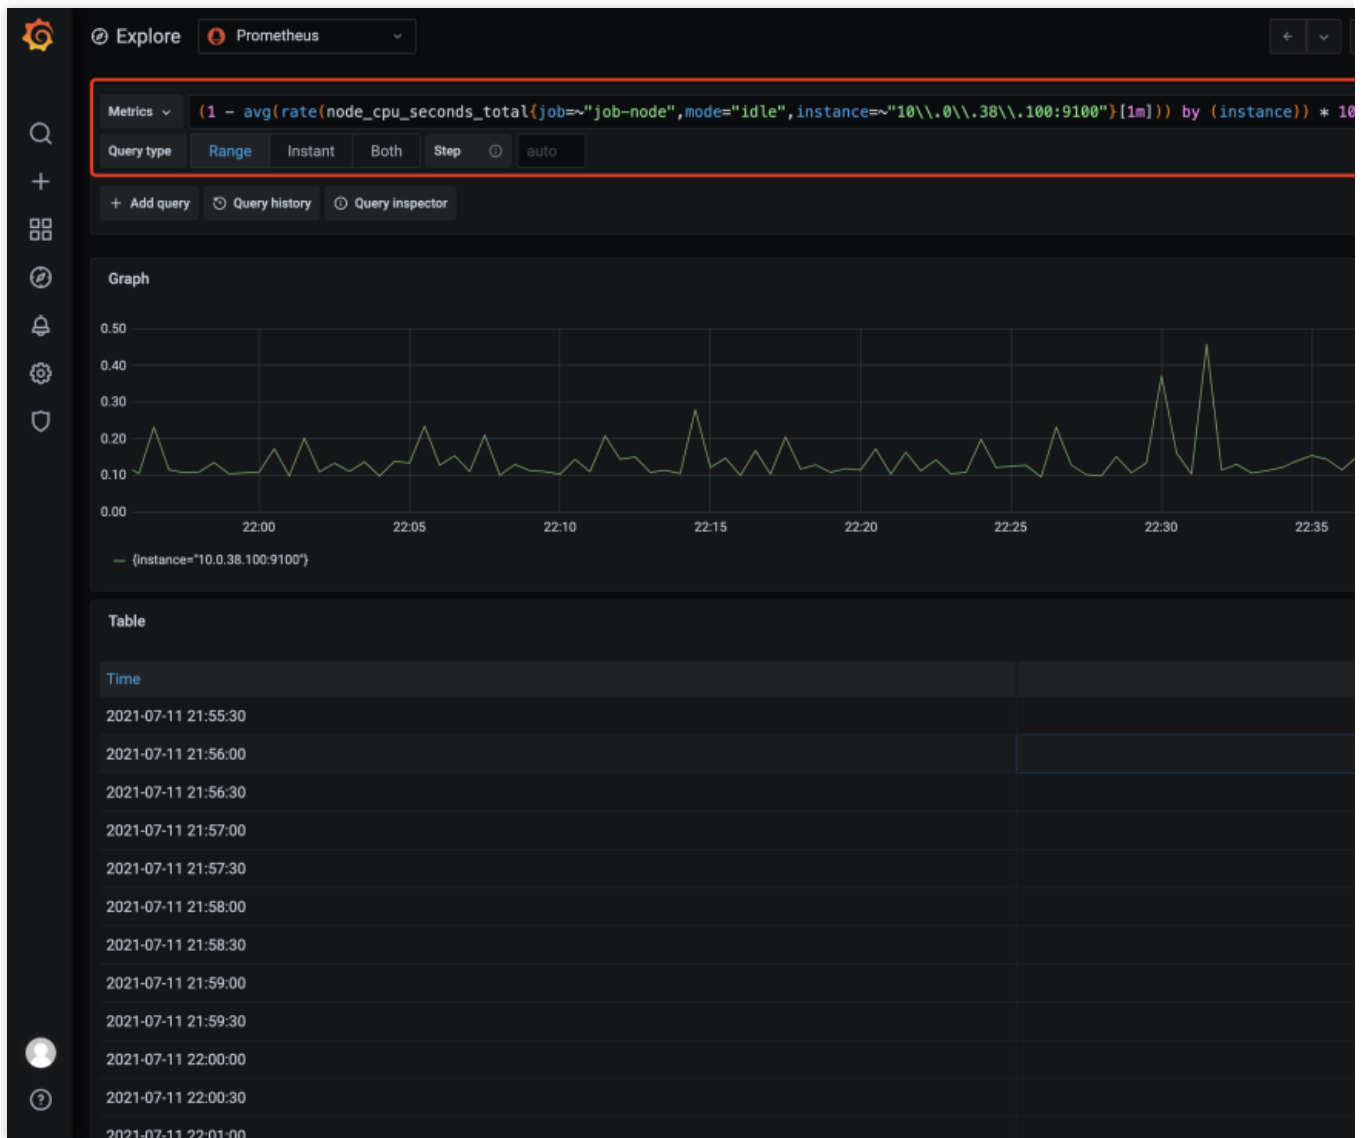 Explore Prometheus
Metrics (1 - avg(rate(node_cpu_seconds_total{job=~"job-node",mode="idle",instance=~"10\\.0\\.38\\.100:9100"}[1m])) by (instance)) * 10
Query type Range Instant Both Step auto
+ Add query Query history Query inspector
Graph
0.50
0.40
0.30
0.20
0.10
0.00
22:00 22:05 22:10 22:15 22:20 22:25 22:30 22:35
{instance="10.0.38.100:9100"}
Table
Time
2021-07-11 21:55:30
2021-07-11 21:56:00
2021-07-11 21:56:30
2021-07-11 21:57:00
2021-07-11 21:57:30
2021-07-11 21:58:00
2021-07-11 21:58:30
2021-07-11 21:59:00
2021-07-11 21:59:30
2021-07-11 22:00:00
2021-07-11 22:00:30
2021-07-11 22:01:00